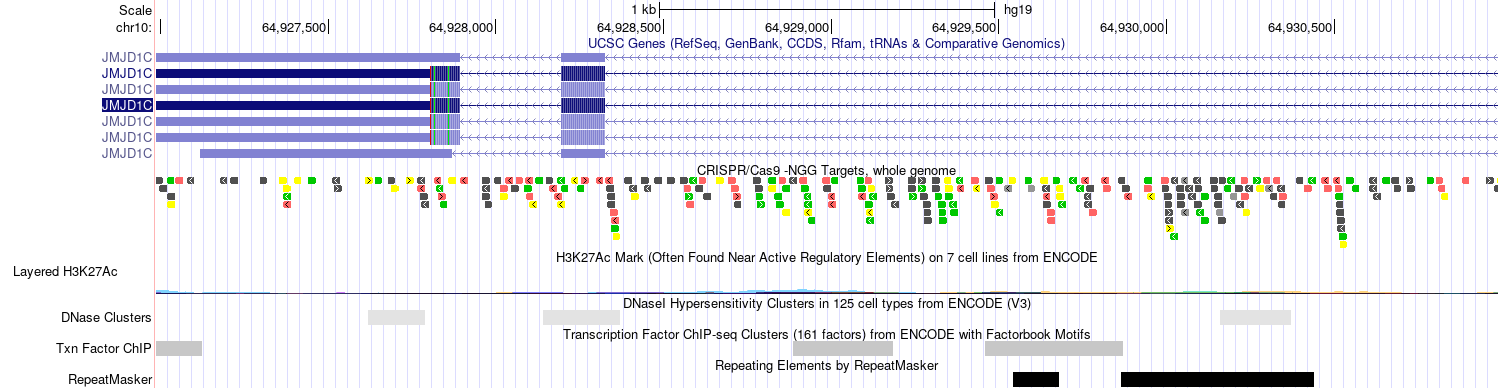 Scale 1 kb hg19
chr10: 64,927,500 64,928,000 64,928,500 64,929,000 64,929,500 64,930,000 64,930,500
UCSC Genes (RefSeq, GenBank, CCDS, Rfam, tRNAs & Comparative Genomics)
JMJD1C
JMJD1C
JMJD1C
JMJD1C
JMJD1C
JMJD1C
JMJD1C
CRISPR/Cas9 -NGG Targets, whole genome
H3K27Ac Mark (Often Found Near Active Regulatory Elements) on 7 cell lines from ENCODE
Layered H3K27Ac
DNaseI Hypersensitivity Clusters in 125 cell types from ENCODE (V3)
DNase Clusters
Transcription Factor ChIP-seq Clusters (161 factors) from ENCODE with Factorbook Motifs
Txn Factor ChIP
Repeating Elements by RepeatMasker
RepeatMasker